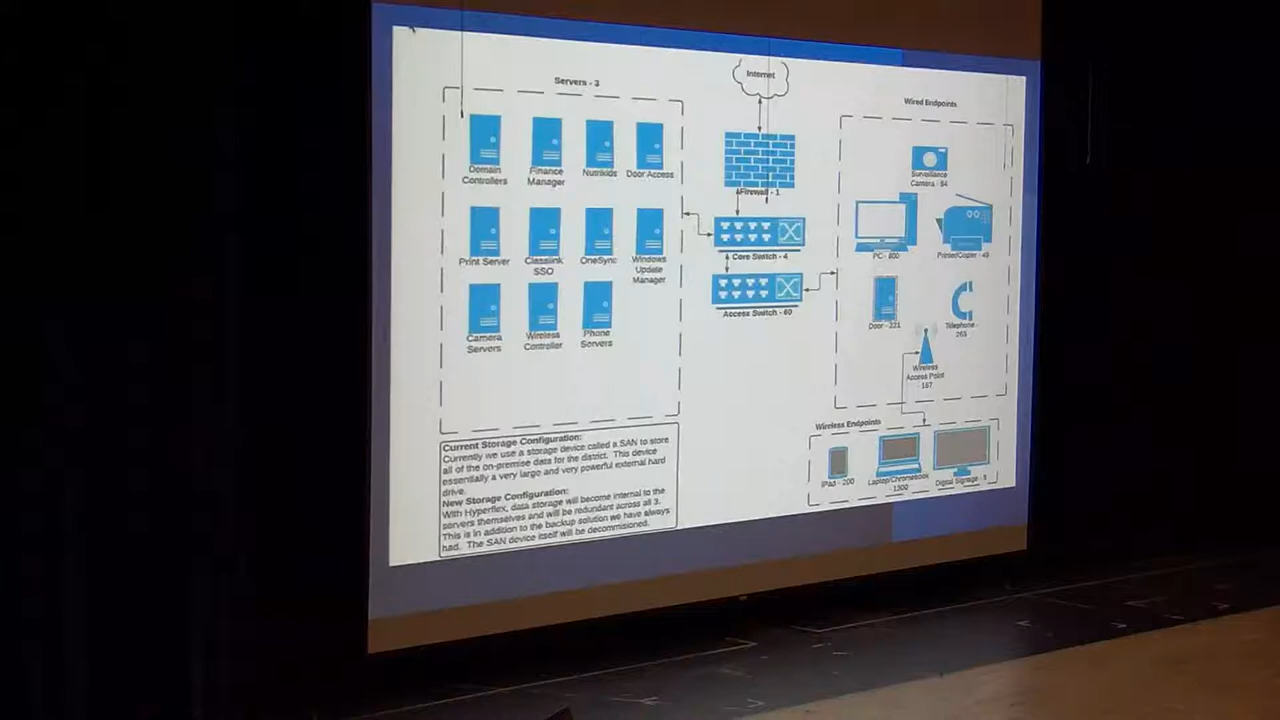 Servers - 3
Domain
Controllers
Finance
Manager
Nutrikids
Door Access
Print Server
Classlink
SSO
OneSync
Windows
Update
Manager
Camera
Servers
Wireless
Controller
Phone
Servers
Current Storage Configuration:
Currently we use a storage device called a SAN to store
all of the on-premise data for the district. This device
essentially a very large and very powerful external hard
drive.
New Storage Configuration:
With Hyperflex, data storage will become internal to the
servers themselves and will be redundant across all 3.
This is in addition to the backup solution we have always
had. The SAN device itself will be decommisioned.
Internet
Firewall - 1
Core Switch - 4
Access Switch - 60
Wired Endpoints
Surveillance
Camera - 84
PC - 800
Printer/Copier - 49
Door - 221
Telephone -
263
Wireless
Access Point
- 167
Wireless Endpoints
iPad - 200
Laptop/Chromebook
- 1300
Digital Signage -